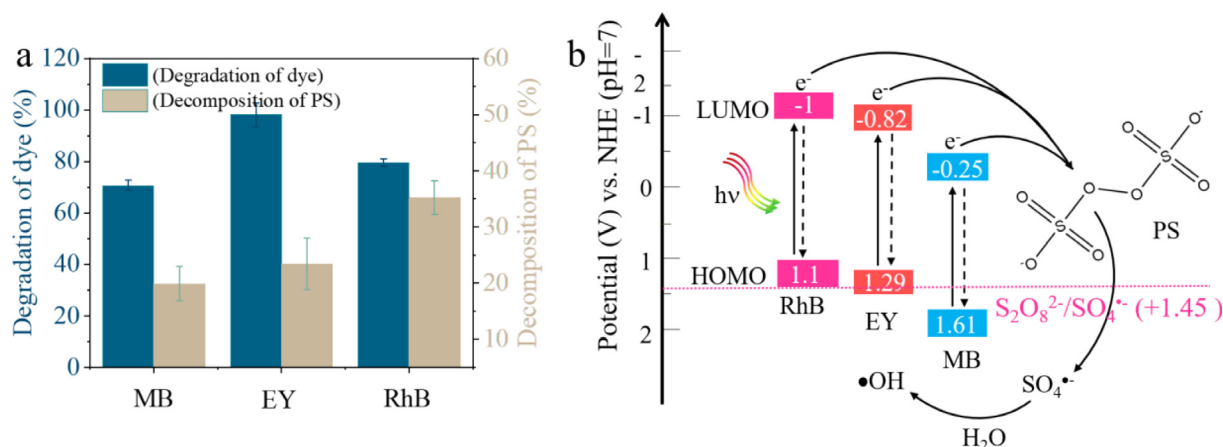 a
120
100
80
60
40
20
0
Degradation of dye (%)
(Degradation of dye)
(Decomposition of PS)
60
50
40
30
20
10
Decomposition of PS (%)
MB EY RhB
b
Potential (V) vs. NHE (pH=7)
-
2
-1
0
1
2
LUMO
HOMO
hν
e-
-1
1.1
RhB
e-
-0.82
1.29
EY
e-
-0.25
1.61
MB
O-
O
S
O
O
O
O
S
O
-O
PS
S₂O₈²⁻/SO₄•⁻ (+1.45 )
SO₄•⁻
H₂O
●OH